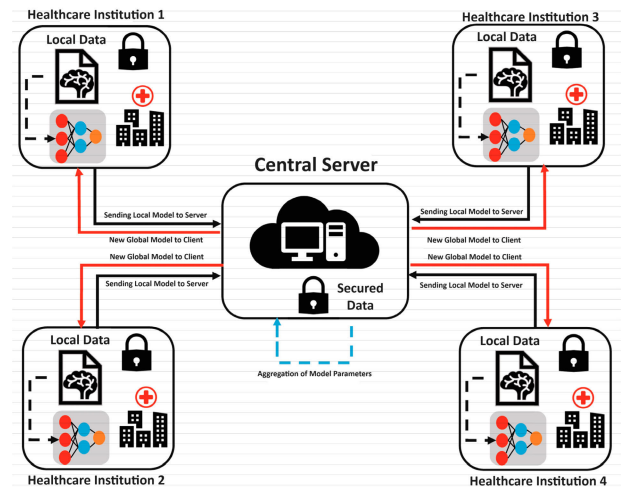 Healthcare Institution 1
Local Data
Healthcare Institution 3
Local Data
Central Server
Sending Local Model to Server
New Global Model to Client
New Global Model to Client
Sending Local Model to Server
Sending Local Model to Server
New Global Model to Client
New Global Model to Client
Sending Local Model to Server
Secured
Data
Aggregation of Model Parameters
Local Data
Healthcare Institution 2
Local Data
Healthcare Institution 4